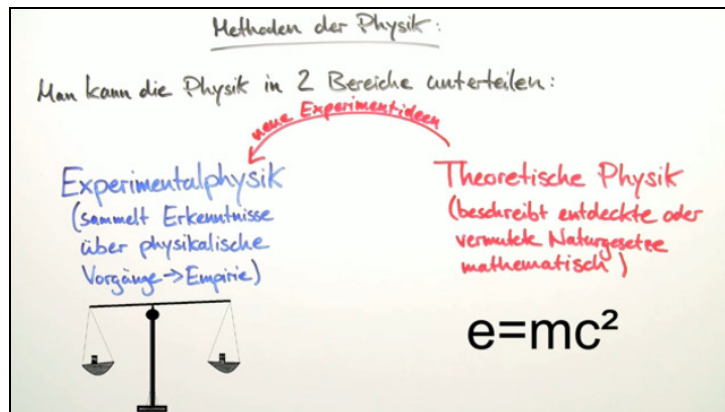 Methoden der Physik:
Man kann die Physik in 2 Bereiche unterteilen:
neue Experimentideen
Experimentalphysik
(sammelt Erkenntnisse
über physikalische
Vorgänge→Empirie)
Theoretische Physik
(beschreibt entdeckte oder
vermutete Naturgesetze
mathematisch)
e=mc²